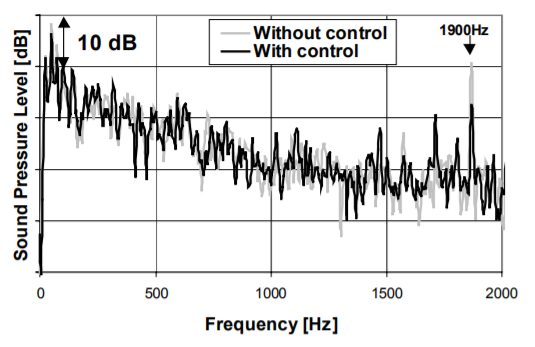 Sound Pressure Level [dB]
10 dB
Without control
With control
1900Hz
0
500
1000
1500
2000
Frequency [Hz]